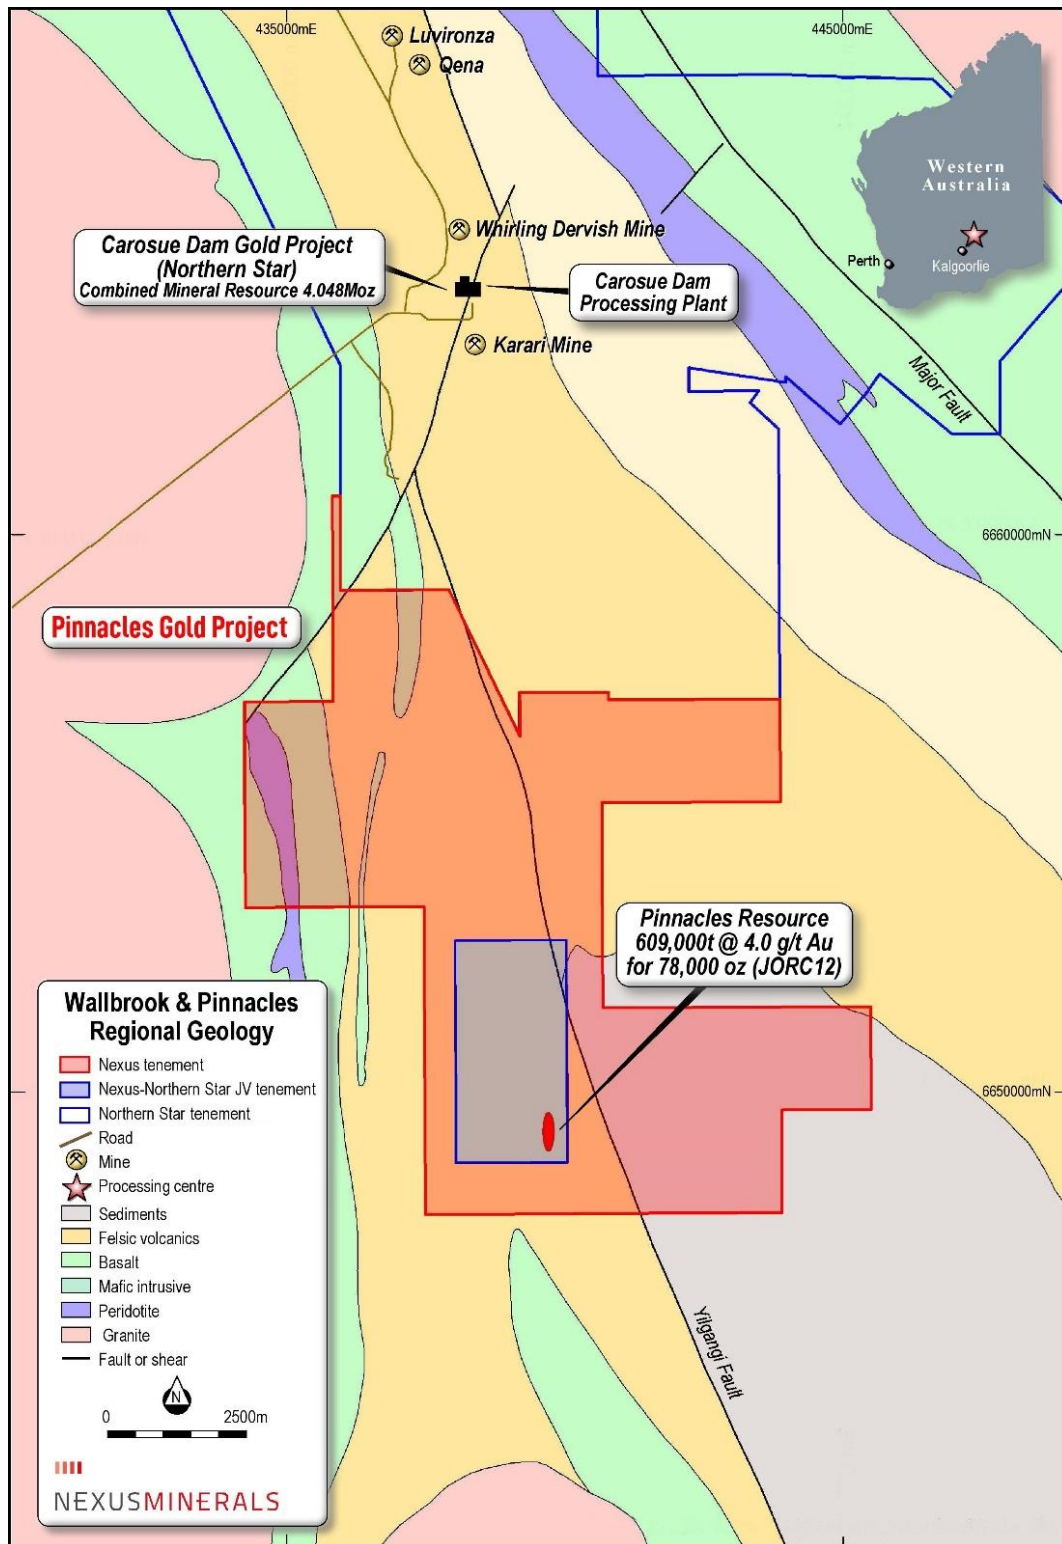 435000mE
445000mE
Luvironza
Qena
Western
Australia
Perth
Kalgoorlie
Whirling Dervish Mine
Carosue Dam Gold Project
(Northern Star)
Combined Mineral Resource 4.048Moz
Carosue Dam
Processing Plant
Karari Mine
Major Fault
6660000mN
Pinnacles Gold Project
Pinnacles Resource
609,000t @ 4.0 g/t Au
for 78,000 oz (JORC12)
Wallbrook & Pinnacles
Regional Geology
Nexus tenement
Nexus-Northern Star JV tenement
Northern Star tenement
Road
Mine
Processing centre
Sediments
Felsic volcanics
Basalt
Mafic intrusive
Peridotite
Granite
Fault or shear
N
0 2500m
NEXUSMINERALS
6650000mN
Yilgangi Fault